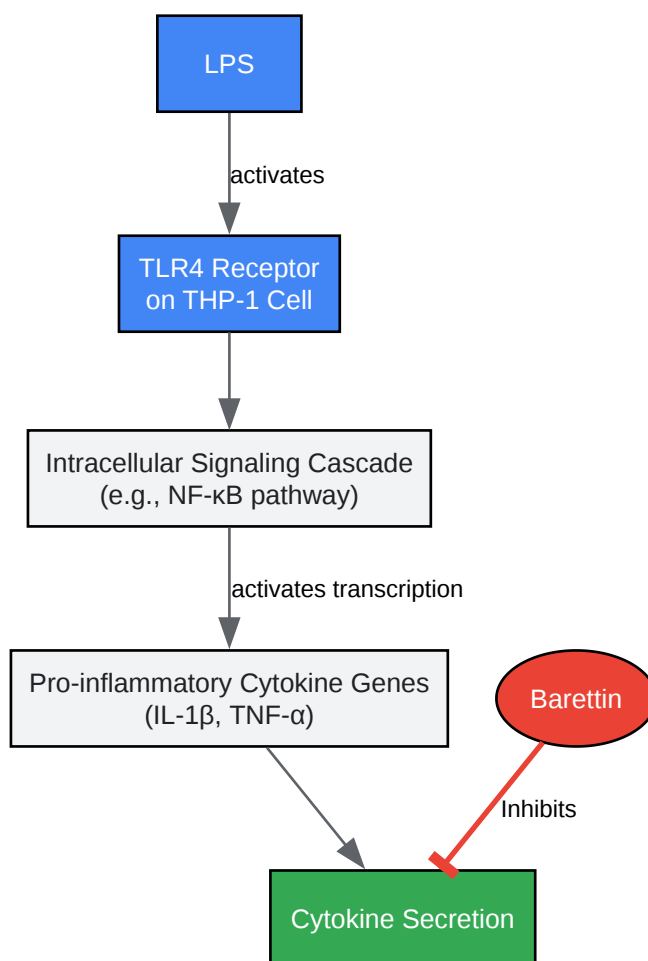 LPS
activates
TLR4 Receptor
on THP-1 Cell
Intracellular Signaling Cascade
(e.g., NF-κB pathway)
activates transcription
Pro-inflammatory Cytokine Genes
(IL-1β, TNF-α)
Barettin
Inhibits
Cytokine Secretion